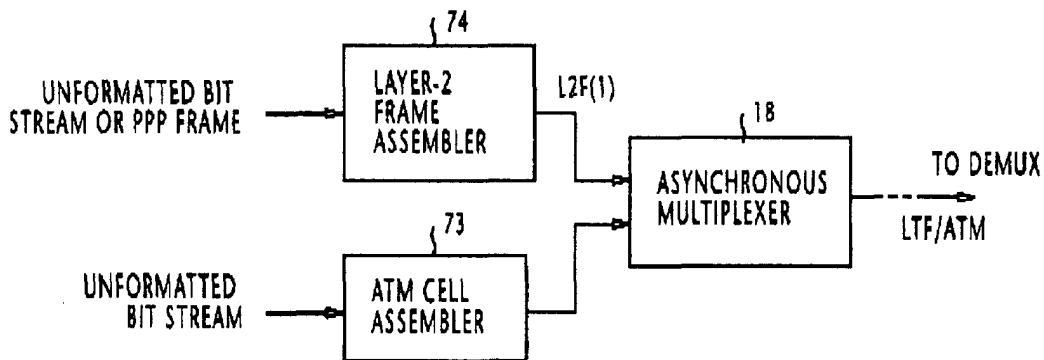 74
UNFORMATTED BIT
STREAM OR PPP FRAME
LAYER-2
FRAME
ASSEMBLER
L2F(1)
18
ASYNCHRONOUS
MULTIPLEXER
TO DEMUX
LTF/ATM
73
UNFORMATTED
BIT STREAM
ATM CELL
ASSEMBLER